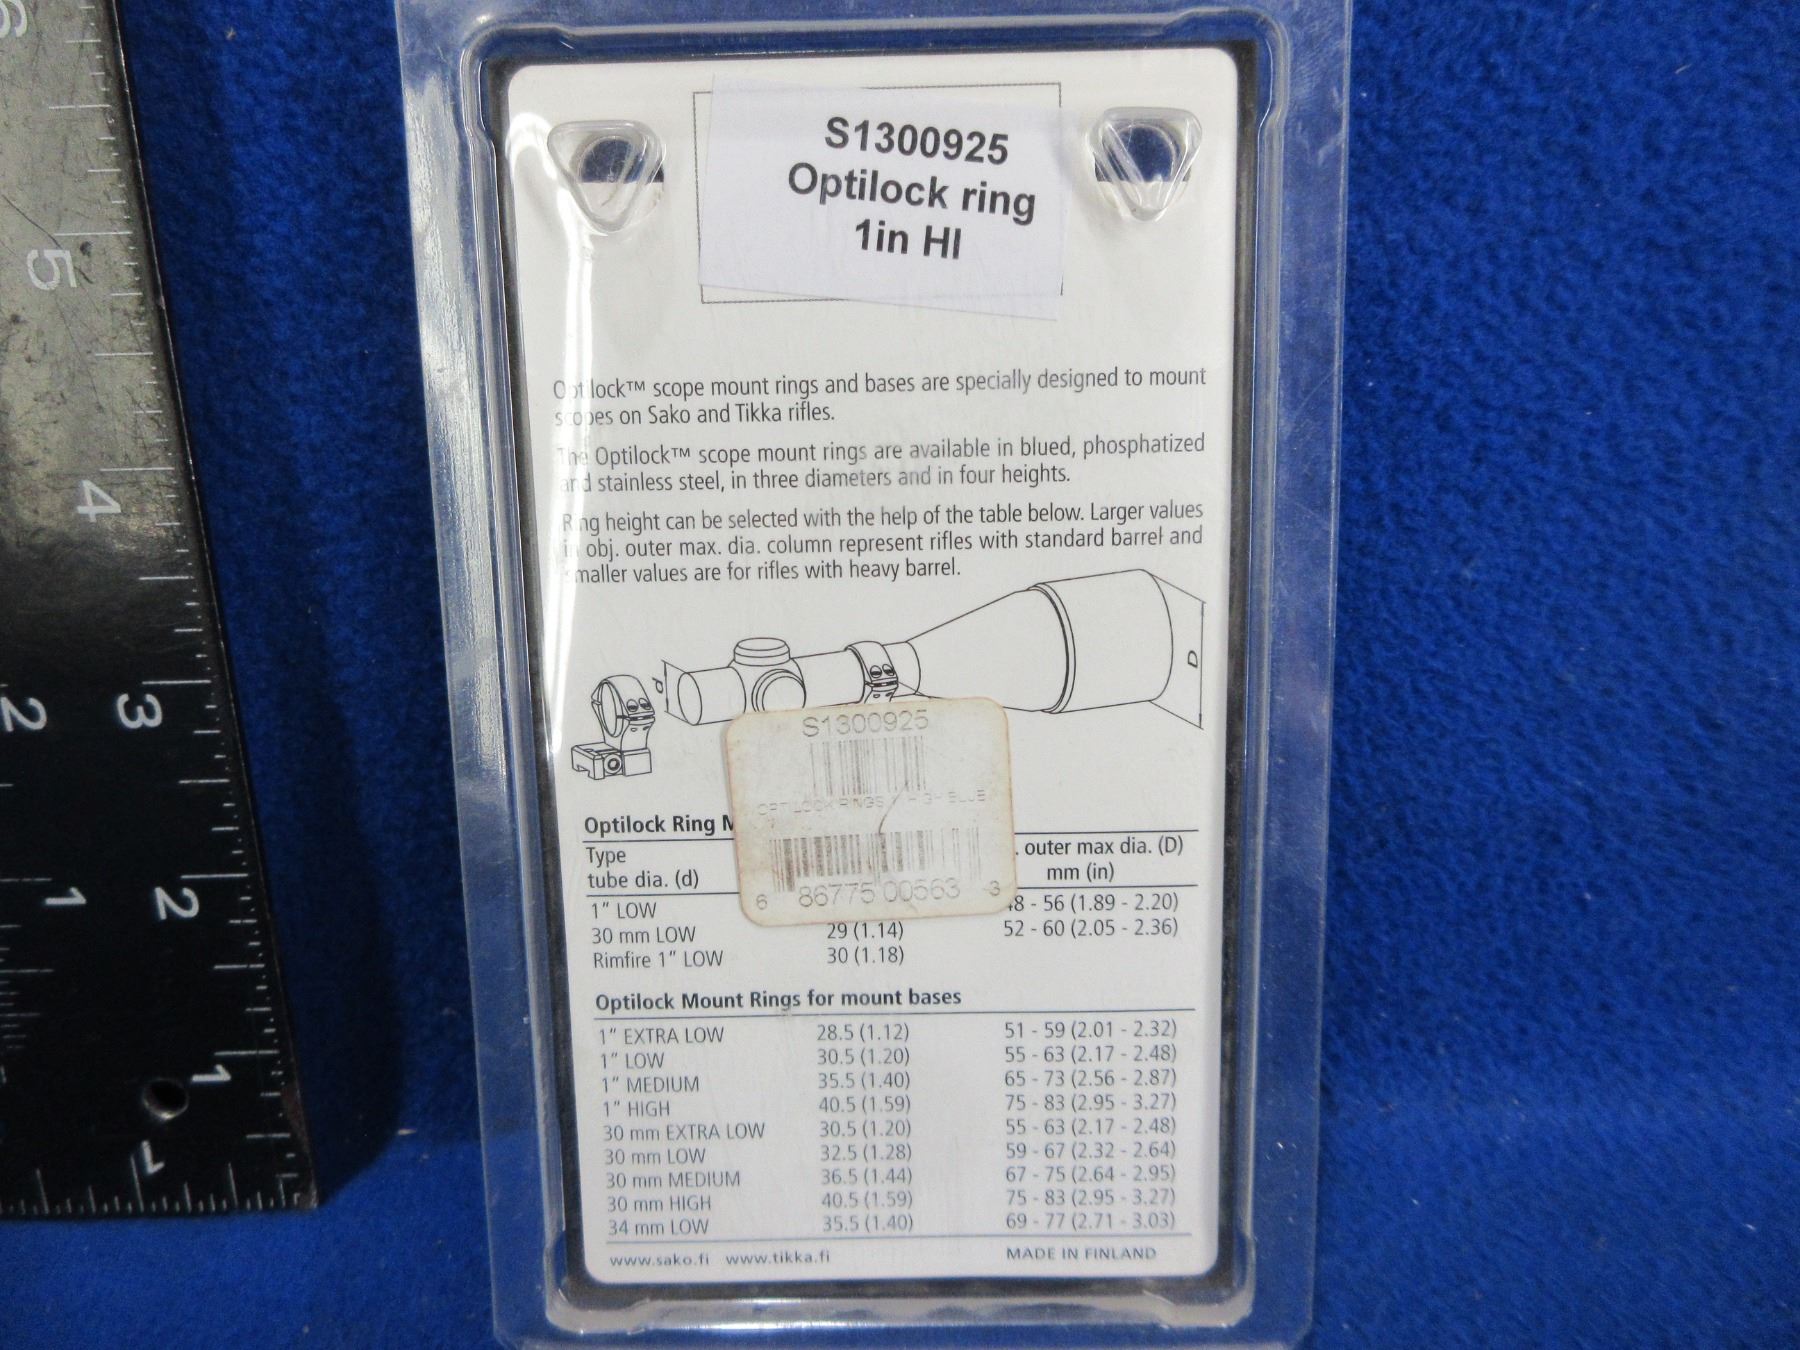 S1300925
Optilock ring
1in HI
Optilock™ scope mount rings and bases are specially designed to mount
scopes on Sako and Tikka rifles.
The Optilock™ scope mount rings are available in blued, phosphatized
and stainless steel, in three diameters and in four heights.
Ring height can be selected with the help of the table below. Larger values
in obj. outer max. dia. column represent rifles with standard barrel and
smaller values are for rifles with heavy barrel.
d
D
S1300925
OPTILOCK RINGS HIGH BLUE
6 86775 00563 3
Optilock Ring
Type
tube dia. (d)
outer max dia. (D)
mm (in)
1" LOW 48 - 56 (1.89 - 2.20)
30 mm LOW 29 (1.14) 52 - 60 (2.05 - 2.36)
Rimfire 1" LOW 30 (1.18)
Optilock Mount Rings for mount bases
1" EXTRA LOW 28.5 (1.12) 51 - 59 (2.01 - 2.32)
1" LOW 30.5 (1.20) 55 - 63 (2.17 - 2.48)
1" MEDIUM 35.5 (1.40) 65 - 73 (2.56 - 2.87)
1" HIGH 40.5 (1.59) 75 - 83 (2.95 - 3.27)
30 mm EXTRA LOW 30.5 (1.20) 55 - 63 (2.17 - 2.48)
30 mm LOW 32.5 (1.28) 59 - 67 (2.32 - 2.64)
30 mm MEDIUM 36.5 (1.44) 67 - 75 (2.64 - 2.95)
30 mm HIGH 40.5 (1.59) 75 - 83 (2.95 - 3.27)
34 mm LOW 35.5 (1.40) 69 - 77 (2.71 - 3.03)
www.sako.fi www.tikka.fi MADE IN FINLAND
6
5
4
3
2
2
1
1
1